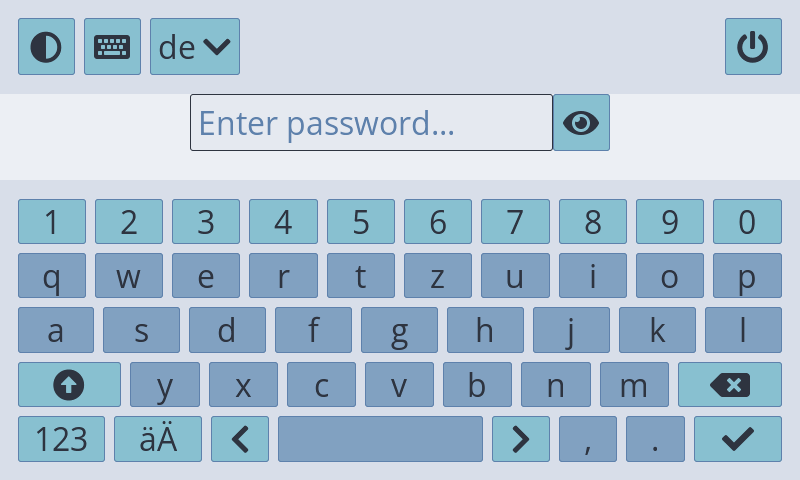 de
Enter password...
1 2 3 4 5 6 7 8 9 0
q w e r t z u i o p
a s d f g h j k l
y x c v b n m
123 äÄ , .